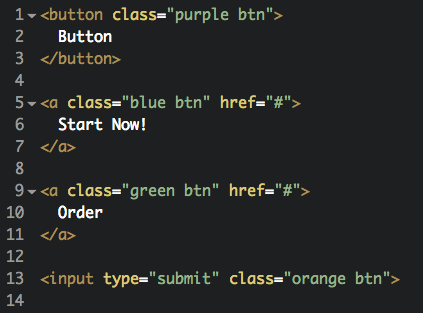 1 <button class="purple btn">
2   Button
3 </button>
4
5 <a class="blue btn" href="#">
6   Start Now!
7 </a>
8
9 <a class="green btn" href="#">
10   Order
11 </a>
12
13 <input type="submit" class="orange btn">
14